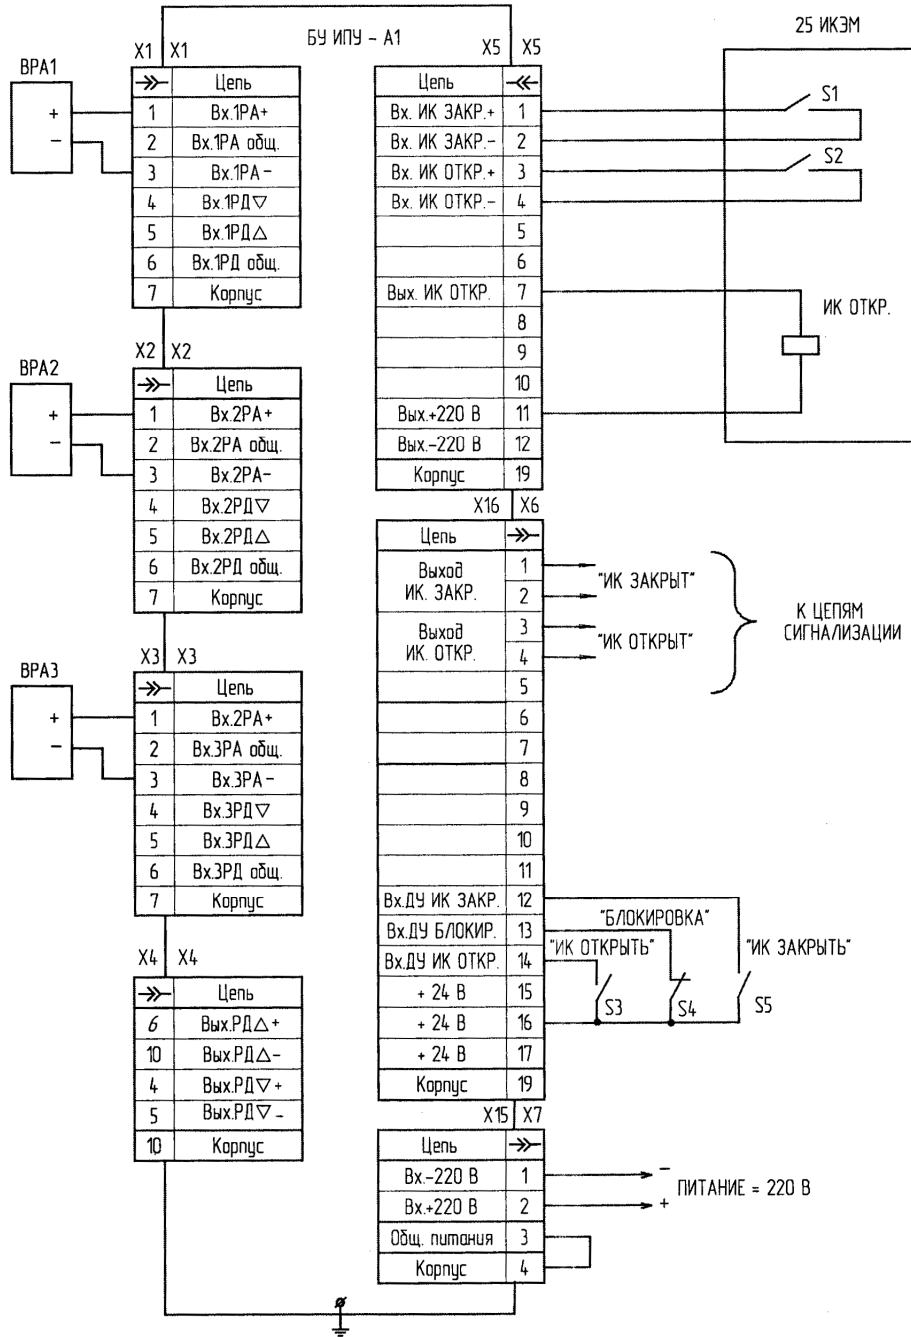 БУ ИПУ – А1
25 ИКЭМ
X1 X1
ВРА1
+
–
Цепь
1 Вх.1РА+
2 Вх.1РА общ.
3 Вх.1РА–
4 Вх.1РД▽
5 Вх.1РД△
6 Вх.1РД общ.
7 Корпус
X2 X2
ВРА2
+
–
Цепь
1 Вх.2РА+
2 Вх.2РА общ.
3 Вх.2РА–
4 Вх.2РД▽
5 Вх.2РД△
6 Вх.2РД общ.
7 Корпус
X3 X3
ВРА3
+
–
Цепь
1 Вх.2РА+
2 Вх.3РА общ.
3 Вх.3РА–
4 Вх.3РД▽
5 Вх.3РД△
6 Вх.3РД общ.
7 Корпус
X4 X4
Цепь
6 Вых.РД△+
10 Вых.РД△–
4 Вых.РД▽+
5 Вых.РД▽–
10 Корпус
X5 X5
Цепь
Вх. ИК ЗАКР.+ 1
Вх. ИК ЗАКР.– 2
Вх. ИК ОТКР.+ 3
Вх. ИК ОТКР.– 4
5
6
Вых. ИК ОТКР. 7
8
9
10
Вых.+220 В 11
Вых.–220 В 12
Корпус 19
S1
S2
ИК ОТКР.
X16 X6
Цепь
Выход
ИК. ЗАКР.
1
2
Выход
ИК. ОТКР.
3
4
5
6
7
8
9
10
11
Вх.ДУ ИК ЗАКР. 12
Вх.ДУ БЛОКИР. 13
Вх.ДУ ИК ОТКР. 14
+ 24 В 15
+ 24 В 16
+ 24 В 17
Корпус 19
"ИК ЗАКРЫТ"
"ИК ОТКРЫТ"
К ЦЕПЯМ
СИГНАЛИЗАЦИИ
"БЛОКИРОВКА"
"ИК ОТКРЫТЬ"
"ИК ЗАКРЫТЬ"
S3
S4
S5
X15 X7
Цепь
Вх.–220 В 1
Вх.+220 В 2
Общ. питания 3
Корпус 4
–
+
ПИТАНИЕ = 220 В